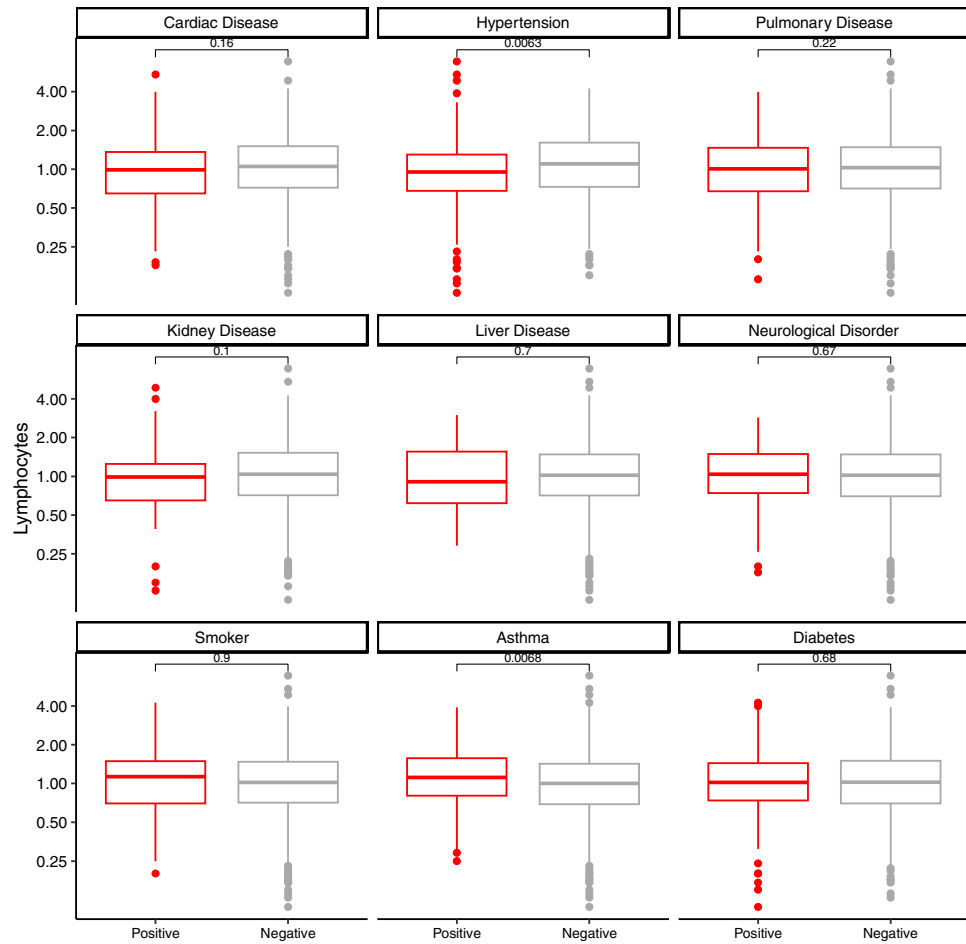 Cardiac Disease Hypertension Pulmonary Disease
0.16 0.0063 0.22
4.00
2.00
1.00
0.50
0.25
Kidney Disease Liver Disease Neurological Disorder
0.1 0.7 0.67
4.00
2.00
1.00
0.50
0.25
Lymphocytes
Smoker Asthma Diabetes
0.9 0.0068 0.68
4.00
2.00
1.00
0.50
0.25
Positive Negative Positive Negative Positive Negative